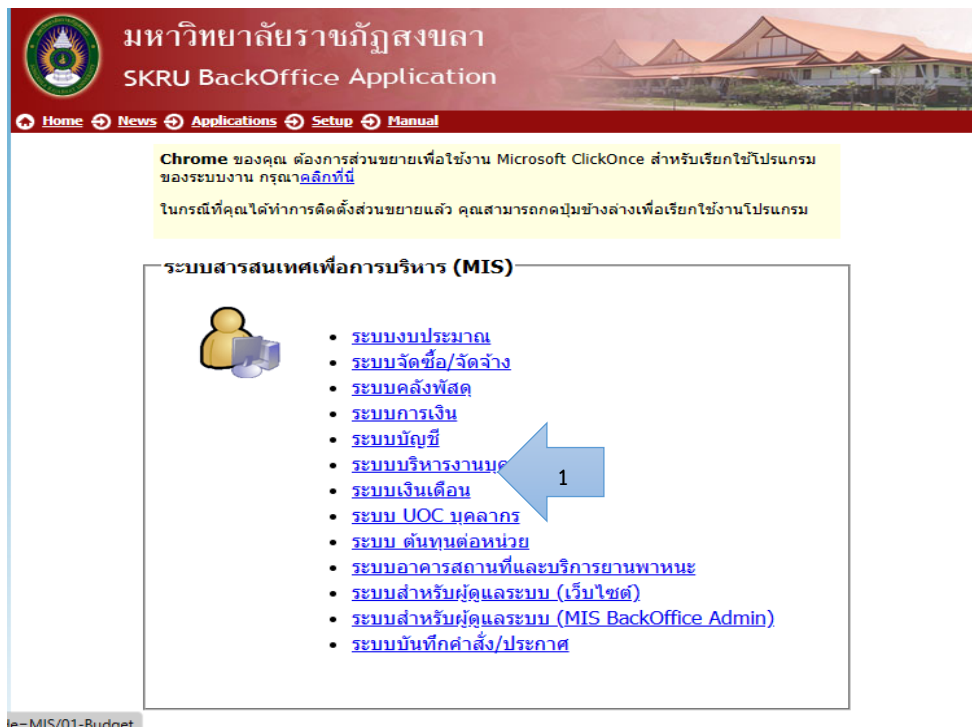 มหาวิทยาลัยราชภัฏสงขลา
SKRU BackOffice Application
Home News Applications Setup Manual
Chrome ของคุณ ต้องการส่วนขยายเพื่อใช้งาน Microsoft ClickOnce สำหรับเรียกใช้โปรแกรม
ของระบบงาน กรุณาคลิกที่นี่
ในกรณีที่คุณได้ทำการติดตั้งส่วนขยายแล้ว คุณสามารถกดปุ่มข้างล่างเพื่อเรียกใช้งานโปรแกรม
ระบบสารสนเทศเพื่อการบริหาร (MIS)
ระบบงบประมาณ
ระบบจัดซื้อ/จัดจ้าง
ระบบคลังพัสดุ
ระบบการเงิน
ระบบบัญชี
ระบบบริหารงานบุค
1
ระบบเงินเดือน
ระบบ UOC บุคลากร
ระบบ ต้นทุนต่อหน่วย
ระบบอาคารสถานที่และบริการยานพาหนะ
ระบบสำหรับผู้ดูแลระบบ (เว็บไซต์)
ระบบสำหรับผู้ดูแลระบบ (MIS BackOffice Admin)
ระบบบันทึกคำสั่ง/ประกาศ
le=MIS/01-Budget